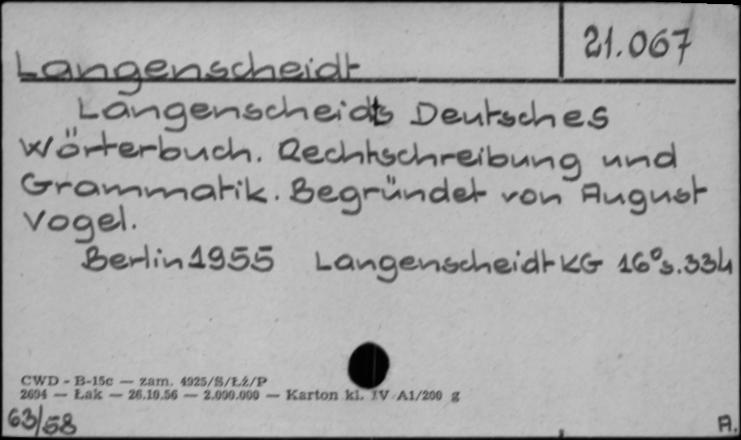 21.067
Langenscheidt
Langenscheidts Deutsches
Wörterbuch. Rechtschreibung und
Grammatik. Begründet von August
Vogel.
Berlin 1955 Langenscheidt KG 16° s. 334
CWD - B-15c — zam. 4925/S/Łż/P
2694 — Łak — 26.10.56 — 2.000.000 — Karton kl. IV A1/200 g
63/58
A.